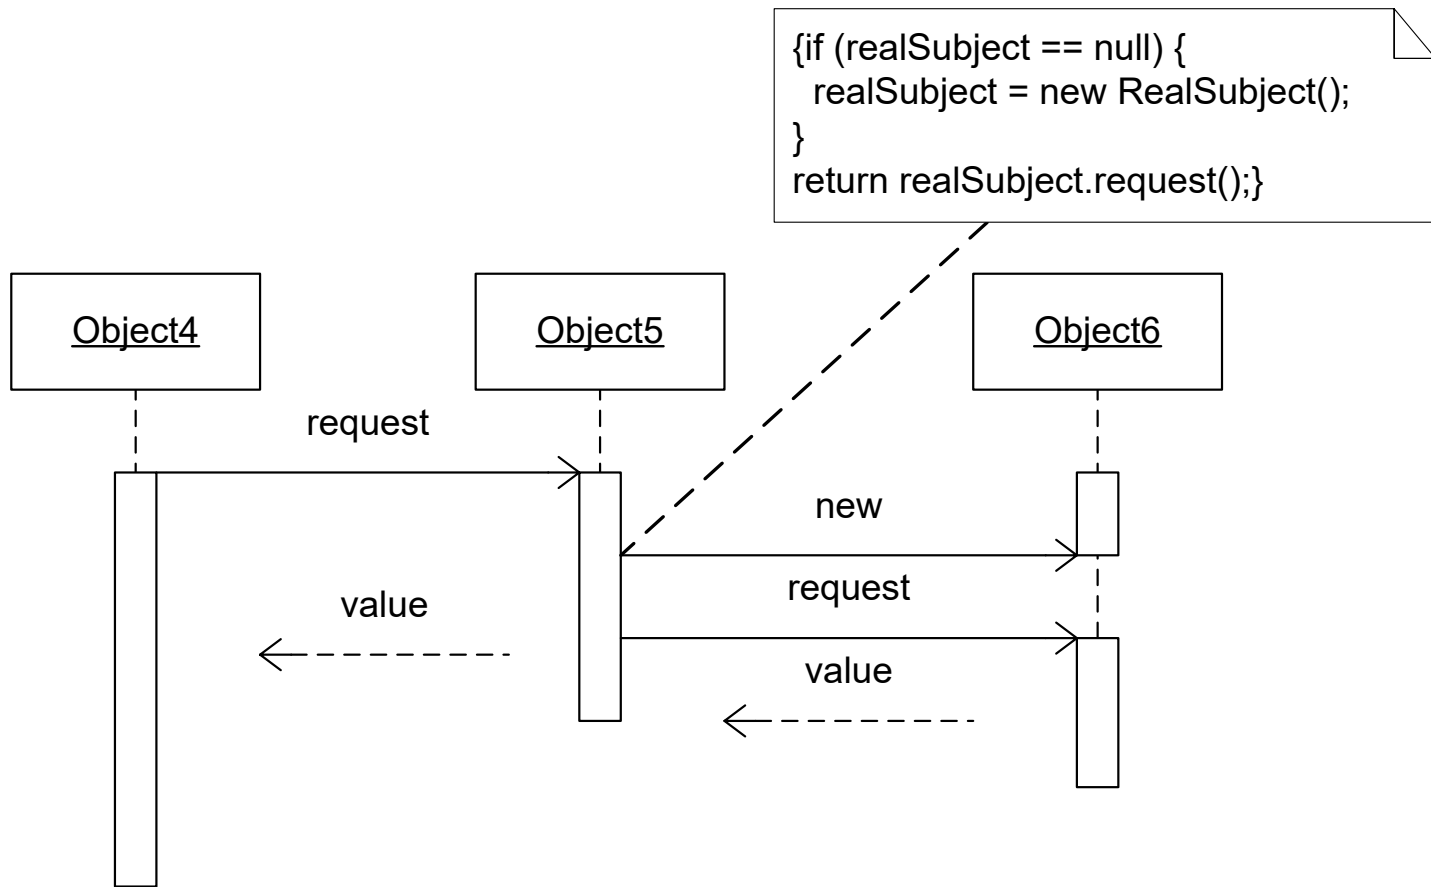 {if (realSubject == null) {
realSubject = new RealSubject();
}
return realSubject.request();}
Object4
Object5
Object6
request
new
request
value
value